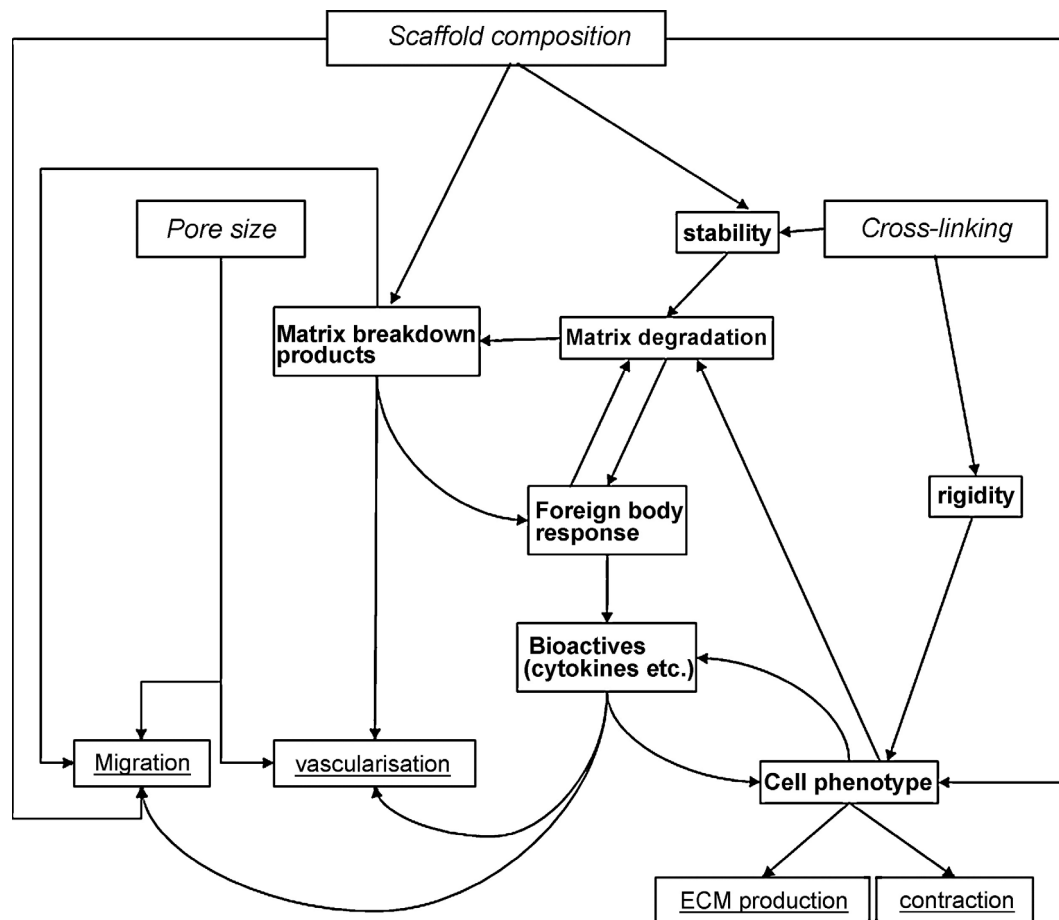 Scaffold composition
Pore size
stability
Cross-linking
Matrix breakdown
products
Matrix degradation
rigidity
Foreign body
response
Bioactives
(cytokines etc.)
Migration
vascularisation
Cell phenotype
ECM production
contraction